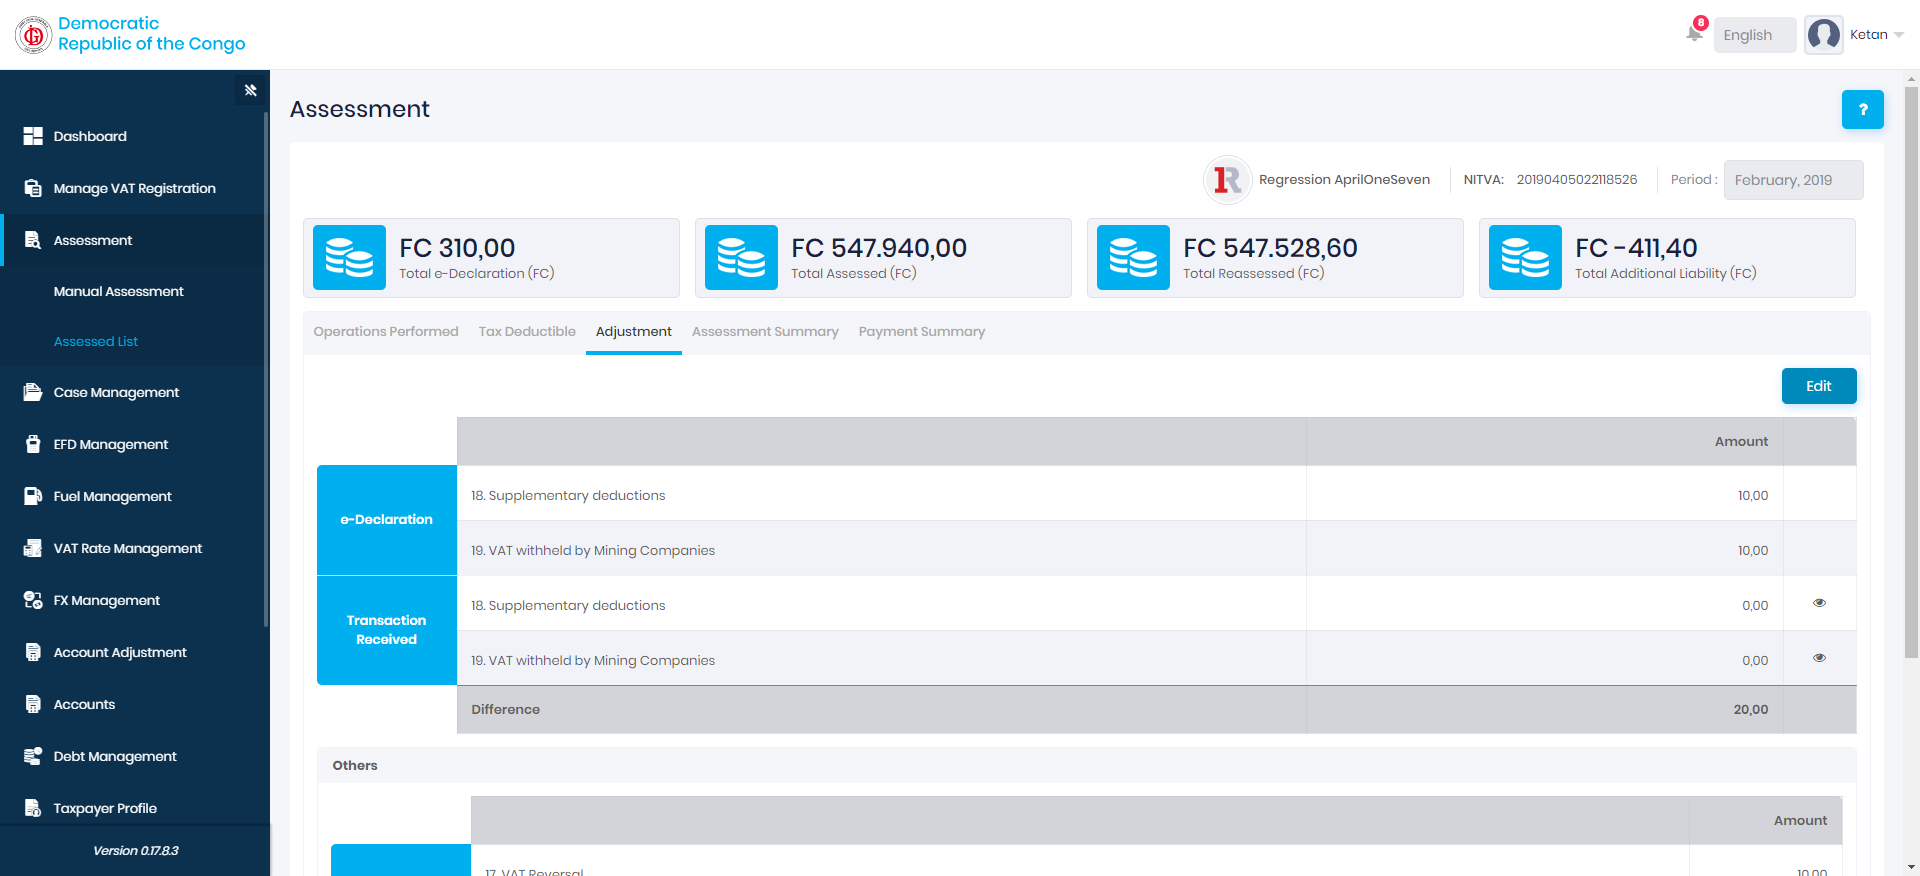 Democratic
Republic of the Congo
8
English
Ketan
Dashboard
Manage VAT Registration
Assessment
Manual Assessment
Assessed List
Case Management
EFD Management
Fuel Management
VAT Rate Management
FX Management
Account Adjustment
Accounts
Debt Management
Taxpayer Profile
Version 0.17.8.3
Assessment
?
1R
Regression AprilOneSeven
NITVA: 20190405022118526
Period :
February, 2019
FC 310,00
Total e-Declaration (FC)
FC 547.940,00
Total Assessed (FC)
FC 547.528,60
Total Reassessed (FC)
FC -411,40
Total Additional Liability (FC)
Operations Performed
Tax Deductible
Adjustment
Assessment Summary
Payment Summary
Edit
Amount
e-Declaration
18. Supplementary deductions
10,00
19. VAT withheld by Mining Companies
10,00
Transaction
Received
18. Supplementary deductions
0,00
19. VAT withheld by Mining Companies
0,00
Difference
20,00
Others
Amount
17. VAT Reversal
10,00